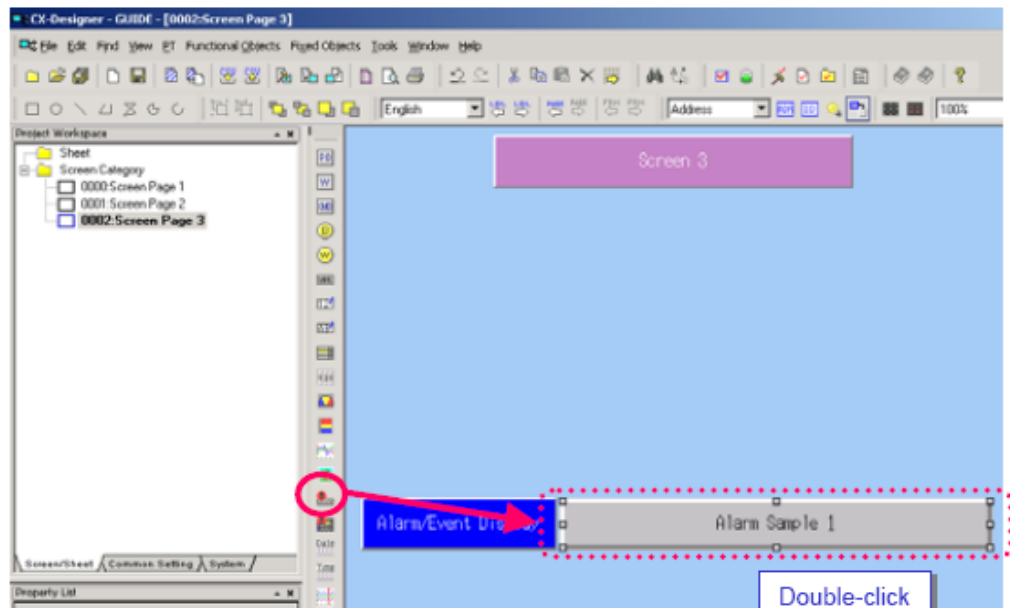 CX-Designer - GUIDE - [0002:Screen Page 3]
File Edit Find View PT Functional Objects Fixed Objects Tools Window Help
English Address 100%
Project Workspace
Sheet
Screen Category
0000:Screen Page 1
0001:Screen Page 2
0002:Screen Page 3
Screen 3
Alarm/Event
Alarm Sample 1
Date
Time
Screen/Sheet Common Setting System
Property List
Double-click